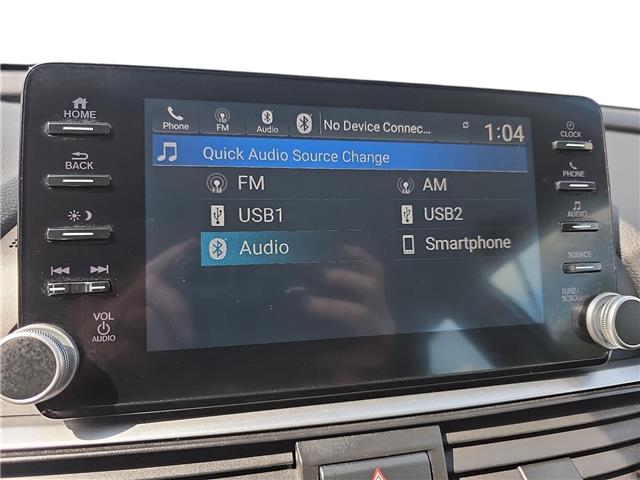 HOME
BACK
VOL
AUDIO
Phone FM Audio No Device Connec... 1:04
Quick Audio Source Change
FM AM
USB1 USB2
Audio Smartphone
CLOCK
PHONE
AUDIO
SOURCE
TUNE/
SCROLL